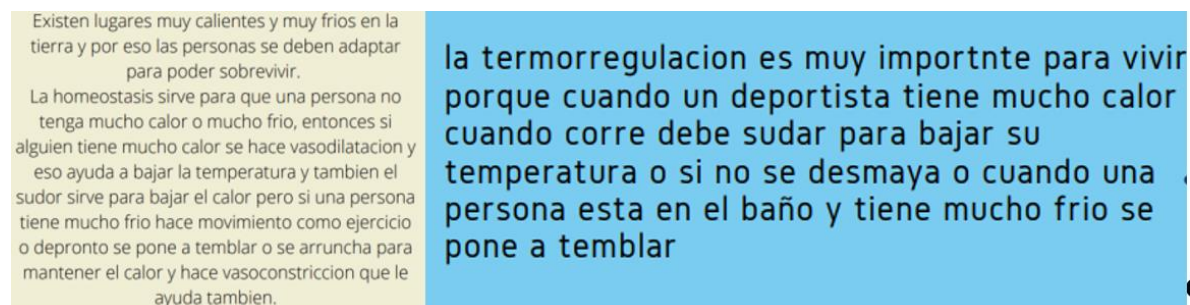 Existen lugares muy calientes y muy frios en la
tierra y por eso las personas se deben adaptar
para poder sobrevivir.
La homeostasis sirve para que una persona no
tenga mucho calor o mucho frio, entonces si
alguien tiene mucho calor se hace vasodilatacion y
eso ayuda a bajar la temperatura y tambien el
sudor sirve para bajar el calor pero si una persona
tiene mucho frio hace movimiento como ejercicio
o depronto se pone a temblar o se arruncha para
mantener el calor y hace vasoconstriccion que le
ayuda tambien.
la termorregulacion es muy importnte para vivir
porque cuando un deportista tiene mucho calor
cuando corre debe sudar para bajar su
temperatura o si no se desmaya o cuando una
persona esta en el baño y tiene mucho frio se
pone a temblar